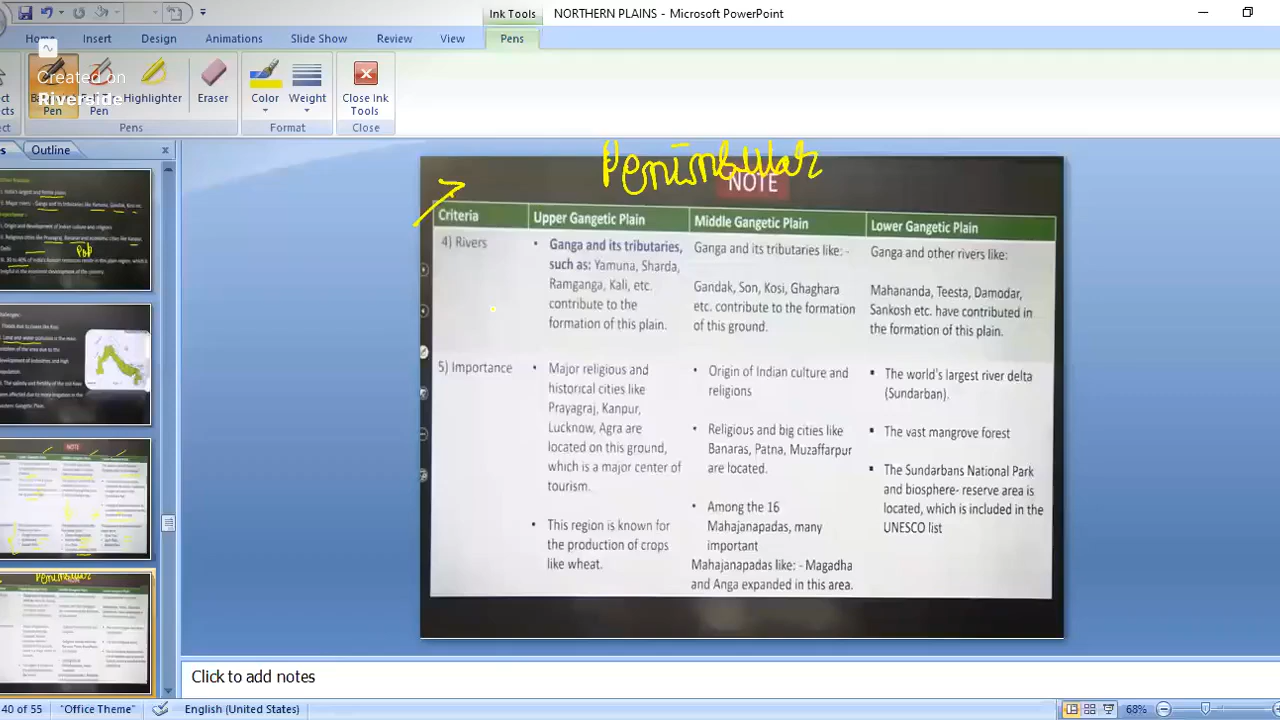 Ink Tools
NORTHERN PLAINS - Microsoft PowerPoint
Home Insert Design Animations Slide Show Review View Pens
Created on
Riverside
Pen
Pen
Highlighter
Eraser
Color
Weight
Close Ink
Tools
Pens
Format
Close
Outline
Peninsular
NOTE
Criteria
Upper Gangetic Plain
Middle Gangetic Plain
Lower Gangetic Plain
4) Rivers
Ganga and its tributaries,
such as: Yamuna, Sharda,
Ramganga, Kali, etc.
contribute to the
formation of this plain.
Ganga and its tributaries like: -
Gandak, Son, Kosi, Ghaghara
etc. contribute to the formation
of this ground.
Ganga and other rivers like:
Mahananda, Teesta, Damodar,
Sankosh etc. have contributed in
the formation of this plain.
5) Importance
Major religious and
historical cities like
Prayagraj, Kanpur,
Lucknow, Agra are
located on this ground,
which is a major center of
tourism.
This region is known for
the production of crops
like wheat.
Origin of Indian culture and
religions
Religious and big cities like
Banaras, Patna, Muzaffarpur
are located.
Among the 16
Mahajanapadas, many
important
Mahajanapadas like: - Magadha
and Anga expanded in this area.
The world's largest river delta
(Sundarban).
The vast mangrove forest
The Sundarbans National Park
and biosphere- reserve area is
located, which is included in the
UNESCO list
Click to add notes
40 of 55
"Office Theme"
English (United States)
68%